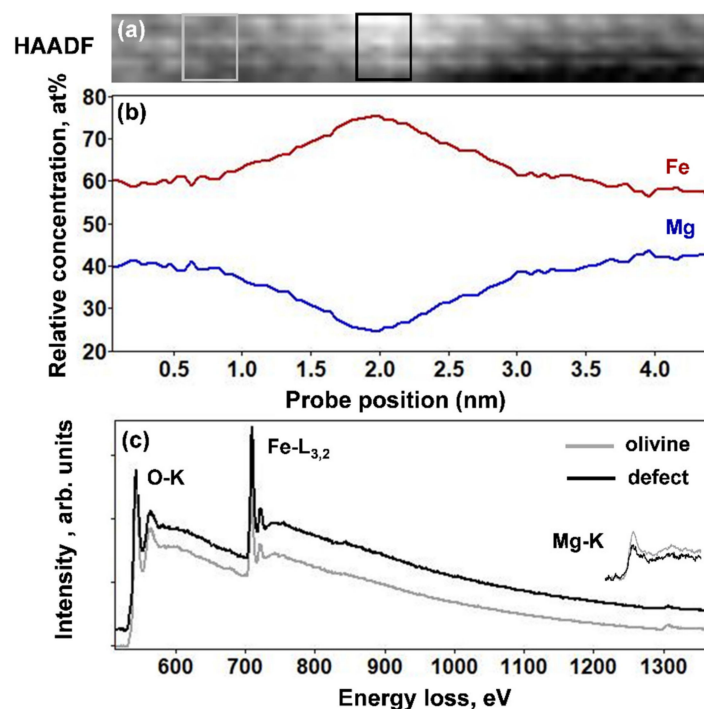 HAADF
(a)
(b)
Relative concentration, at%
80
70
60
50
40
30
20
Fe
Mg
0.5 1.0 1.5 2.0 2.5 3.0 3.5 4.0
Probe position (nm)
(c)
Intensity , arb. units
O-K
Fe-L3,2
olivine
defect
Mg-K
600 700 800 900 1000 1100 1200 1300
Energy loss, eV